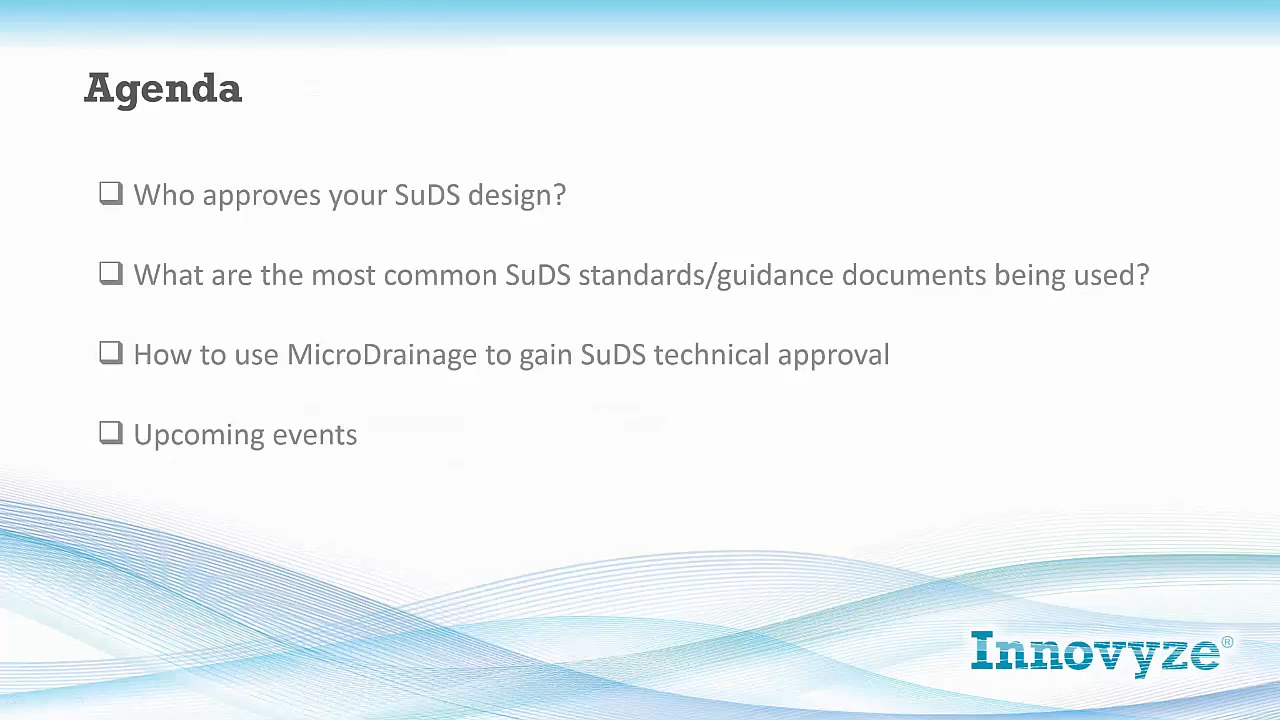 Agenda
Who approves your SuDS design?
What are the most common SuDS standards/guidance documents being used?
How to use MicroDrainage to gain SuDS technical approval
Upcoming events
Innovyze®